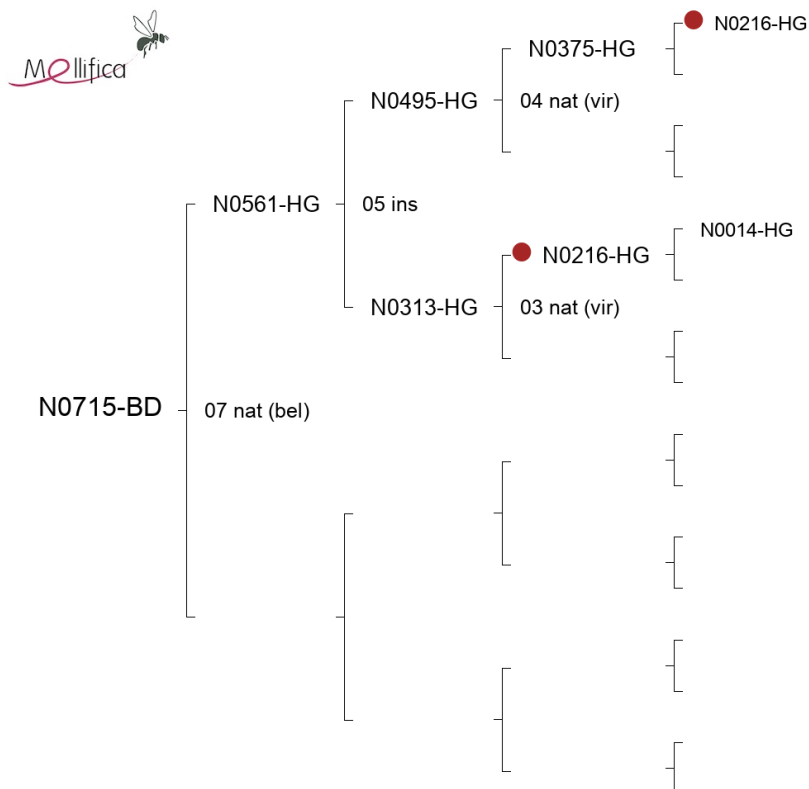 Mellifica
N0216-HG
N0375-HG
N0495-HG
04 nat (vir)
N0561-HG
05 ins
N0014-HG
N0216-HG
N0313-HG
03 nat (vir)
N0715-BD
07 nat (bel)